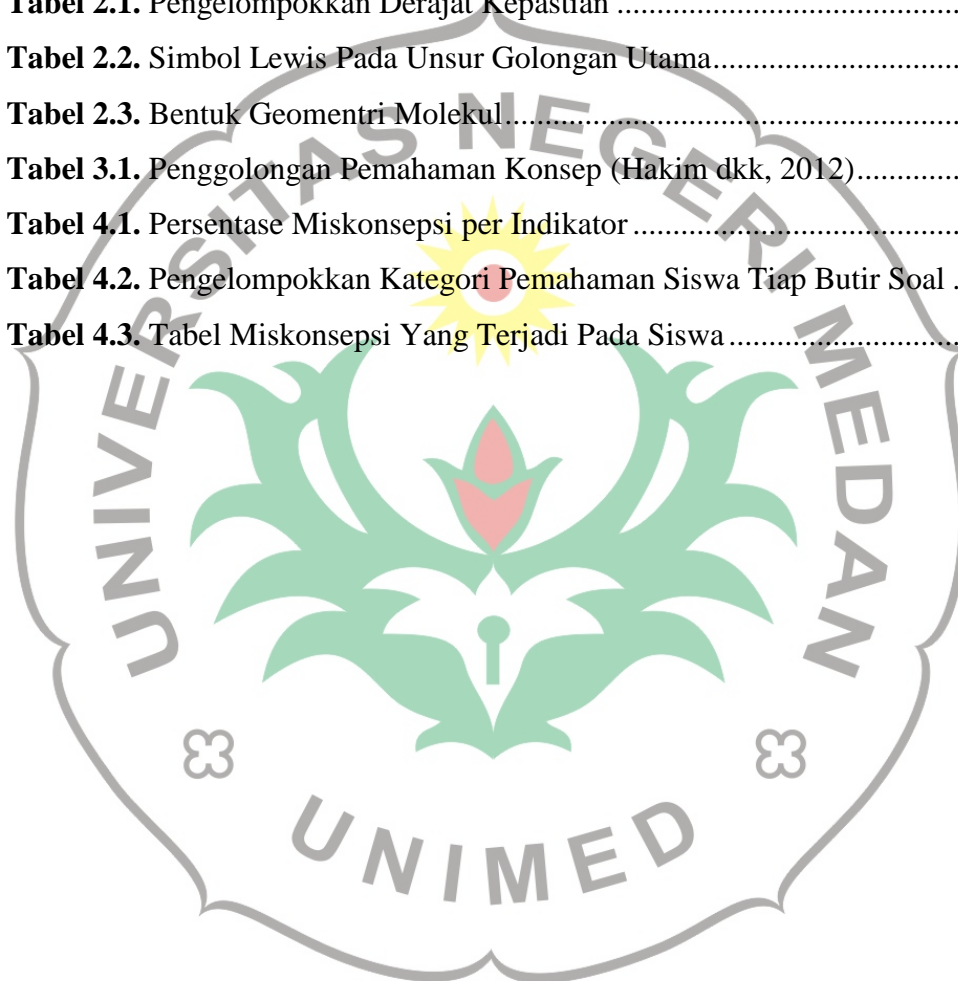 Tabel 2.1. Pengelompokkan Derajat Kepastian ..........................................
Tabel 2.2. Simbol Lewis Pada Unsur Golongan Utama..............................
Tabel 2.3. Bentuk Geomentri Molekul........................................................
Tabel 3.1. Penggolongan Pemahaman Konsep (Hakim dkk, 2012).............
Tabel 4.1. Persentase Miskonsepsi per Indikator ........................................
Tabel 4.2. Pengelompokkan Kategori Pemahaman Siswa Tiap Butir Soal .
Tabel 4.3. Tabel Miskonsepsi Yang Terjadi Pada Siswa ............................
UNIVERSITAS NEGERI MEDAN
UNIMED